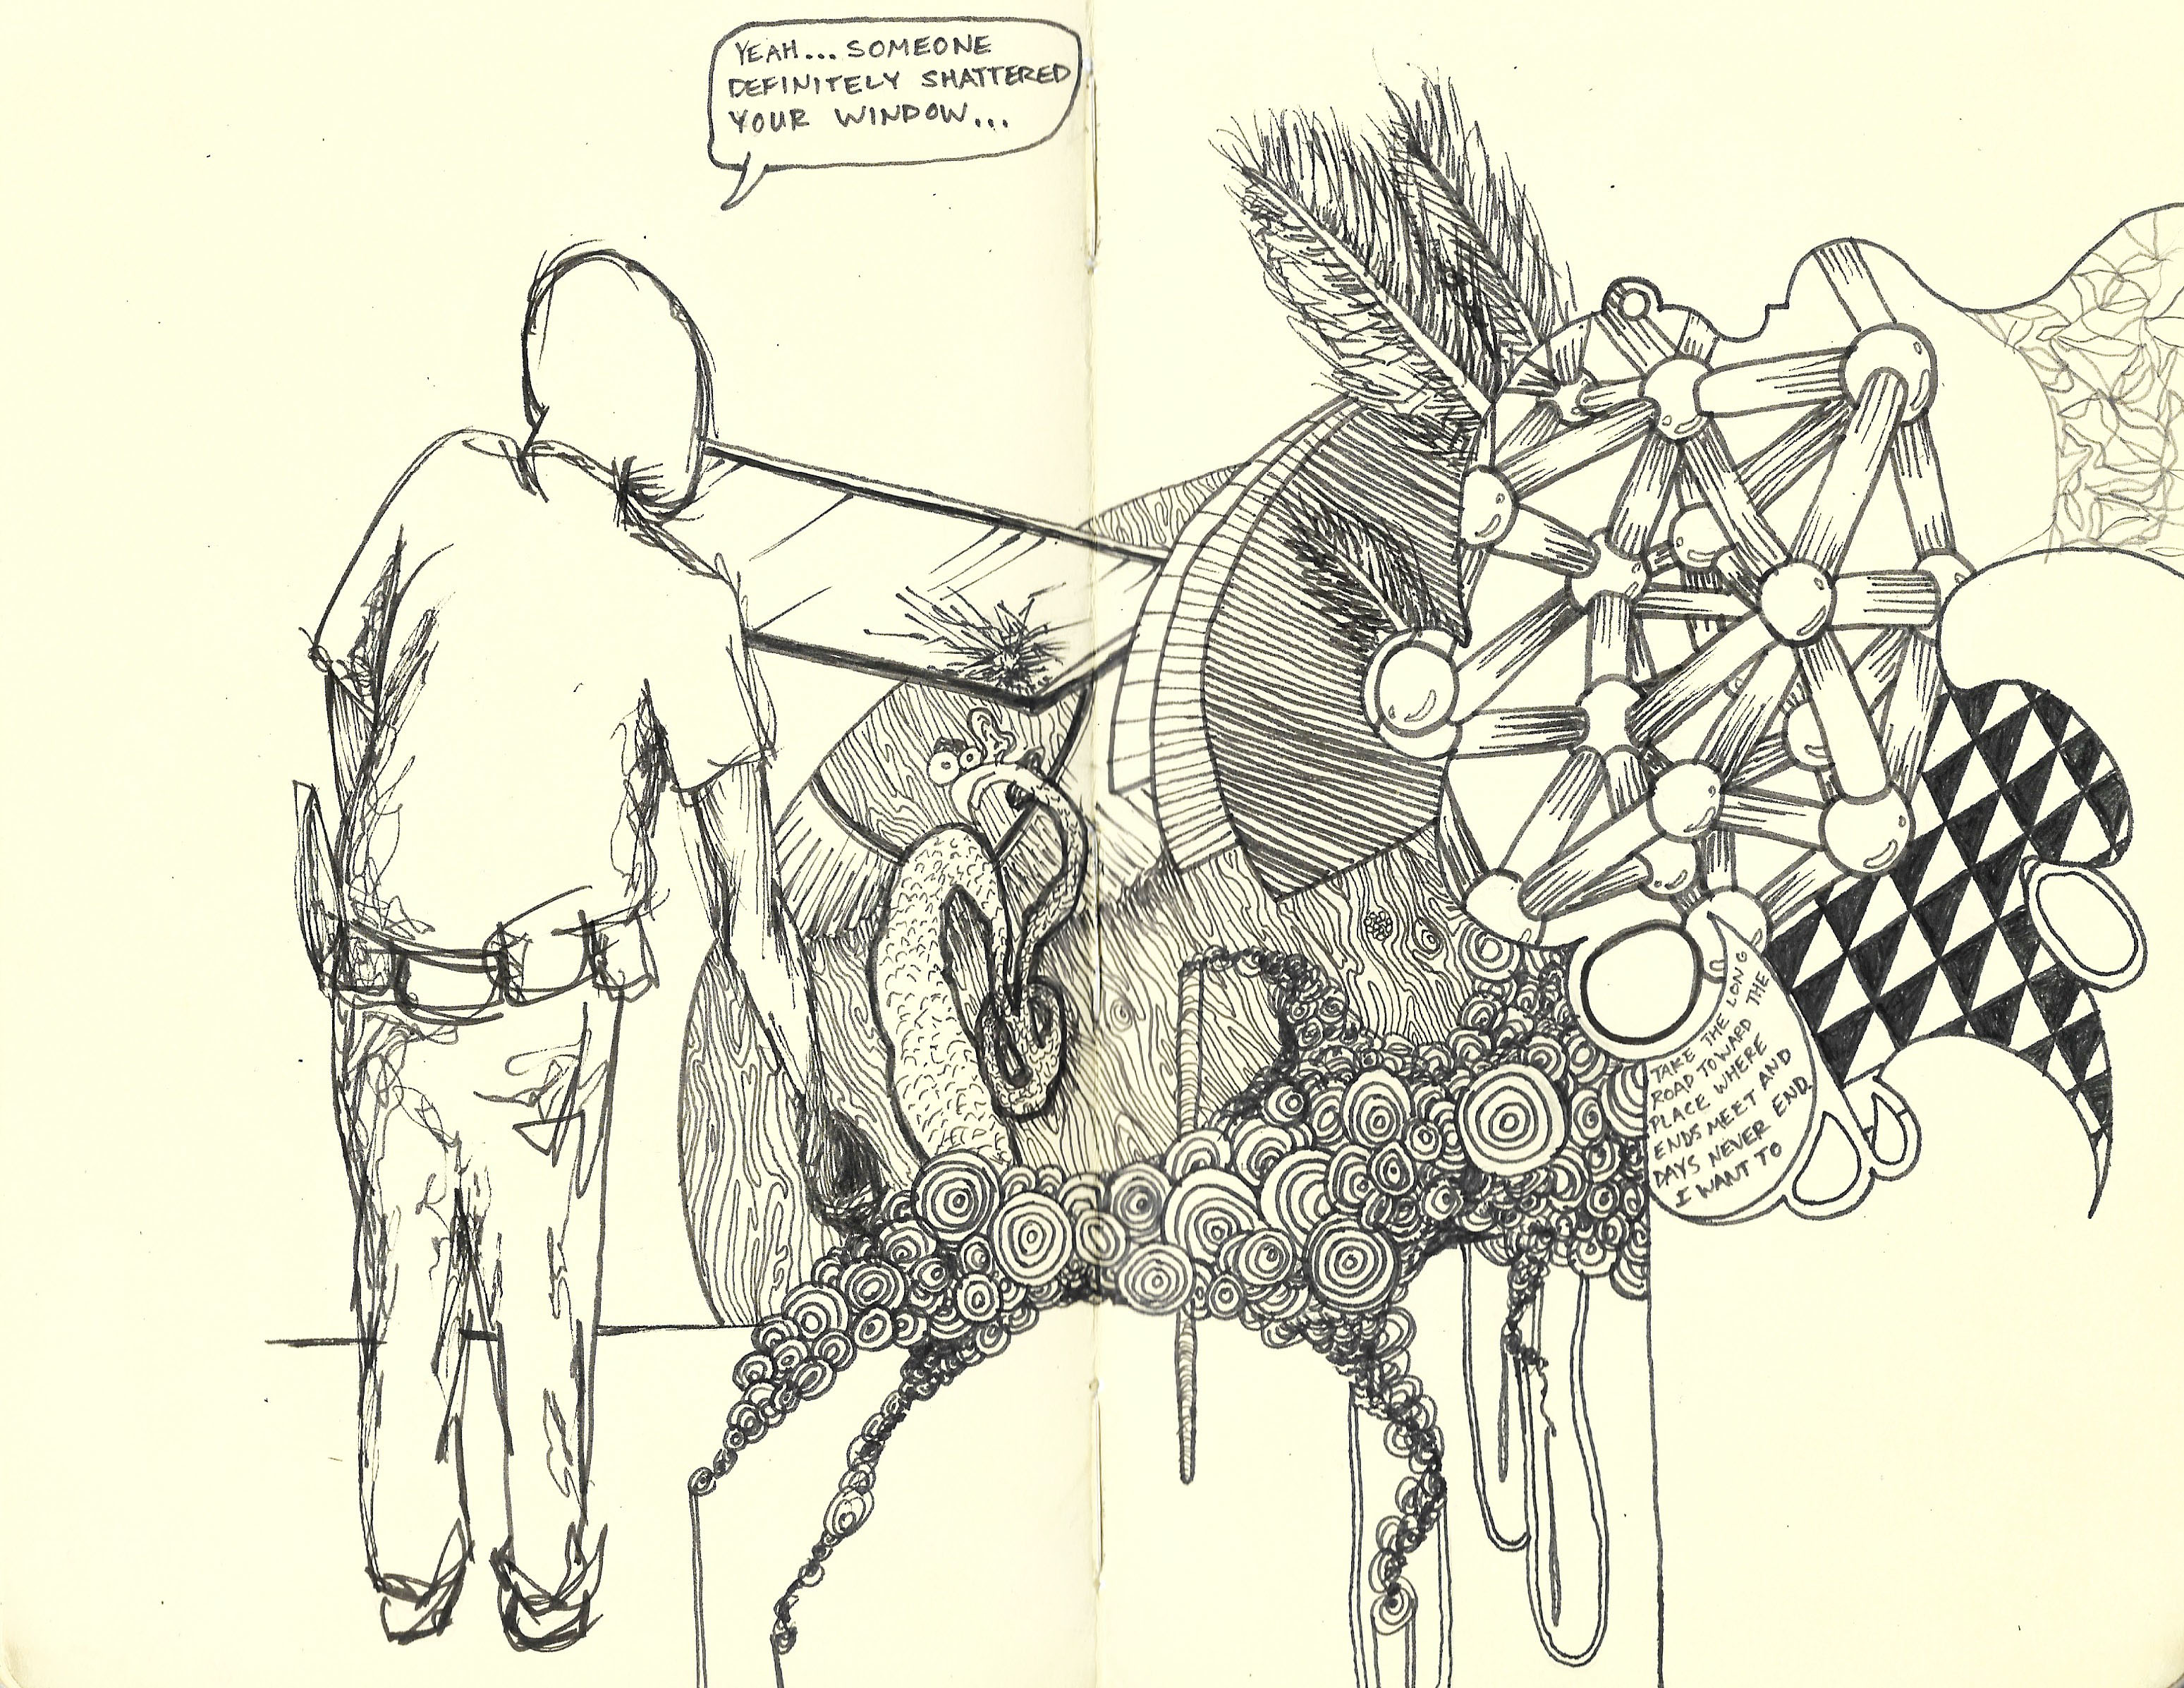 YEAH... SOMEONE
DEFINITELY SHATTERED
YOUR WINDOW...
TAKE THE LONG
ROAD TOWARD THE
PLACE WHERE
ENDS MEET AND
DAYS NEVER END.
I WANT TO